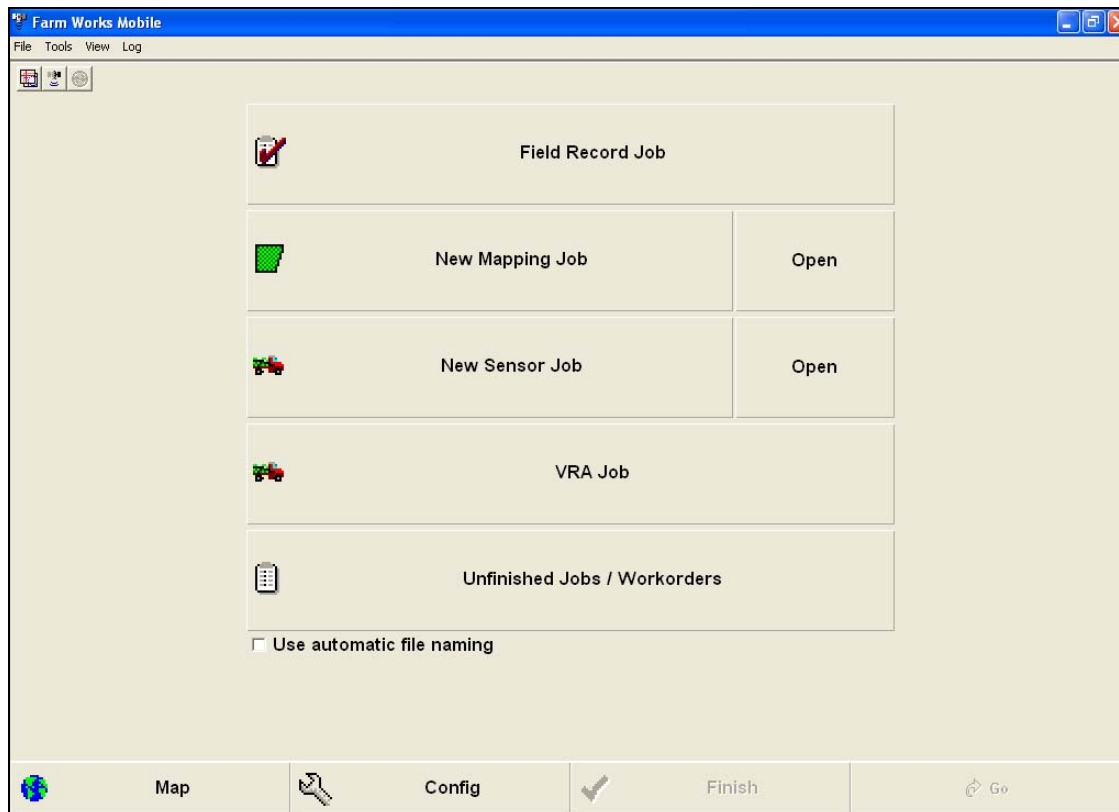 Farm Works Mobile
File Tools View Log
Field Record Job
New Mapping Job Open
New Sensor Job Open
VRA Job
Unfinished Jobs / Workorders
Use automatic file naming
Map Config Finish Go